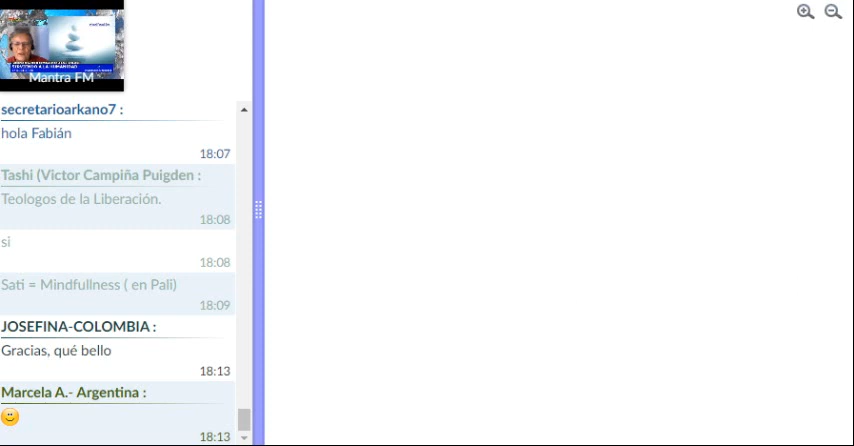 Mantra FM
secretarioarkano7 :
hola Fabián
18:07
Tashi (Victor Campiña Puigden :
Teologos de la Liberación.
18:08
si
18:08
Sati = Mindfullness ( en Pali)
18:09
JOSEFINA-COLOMBIA :
Gracias, qué bello
18:13
Marcela A.- Argentina :
18:13